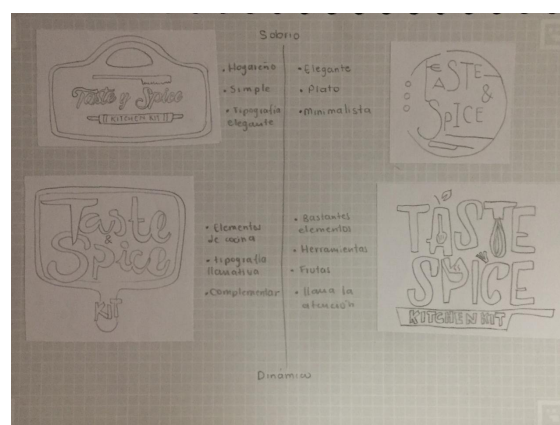 Sobrio
Taste y Spice
KITCHEN KIT
• Hogareño
• Simple
• Tipografía
elegante
• Elegante
• Plato
• Minimalista
TASTE
&
SPICE
Taste
&
Spice
KIT
• Elementos
de cocina
• tipografía
llamativa
• Complementar
• Bastantes
elementos
• Herramientas
• Frutas
• llama la
atención
TASTE
SPICE
KITCHEN KIT
Dinámico